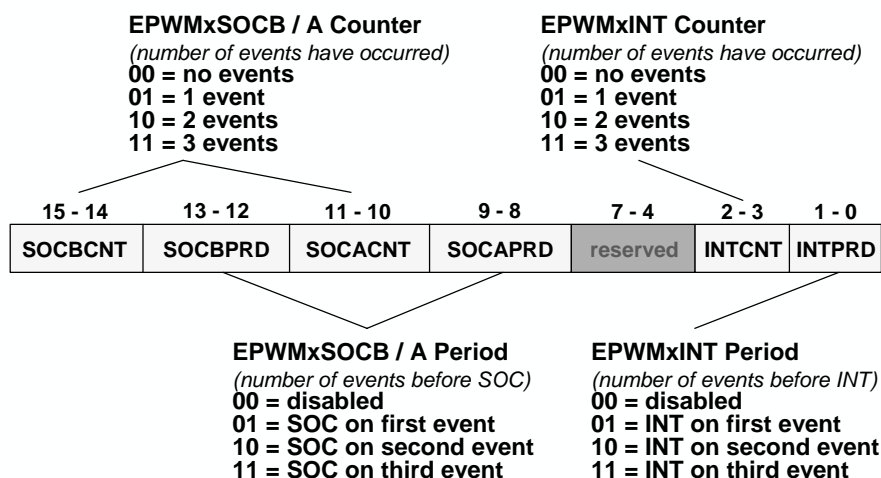 EPWMxSOCB / A Counter
(number of events have occurred)
00 = no events
01 = 1 event
10 = 2 events
11 = 3 events
EPWMxINT Counter
(number of events have occurred)
00 = no events
01 = 1 event
10 = 2 events
11 = 3 events
15 - 14 13 - 12 11 - 10 9 - 8 7 - 4 2 - 3 1 - 0
SOCBCNT SOCBPRD SOCACNT SOCAPRD reserved INTCNT INTPRD
EPWMxSOCB / A Period
(number of events before SOC)
00 = disabled
01 = SOC on first event
10 = SOC on second event
11 = SOC on third event
EPWMxINT Period
(number of events before INT)
00 = disabled
01 = INT on first event
10 = INT on second event
11 = INT on third event